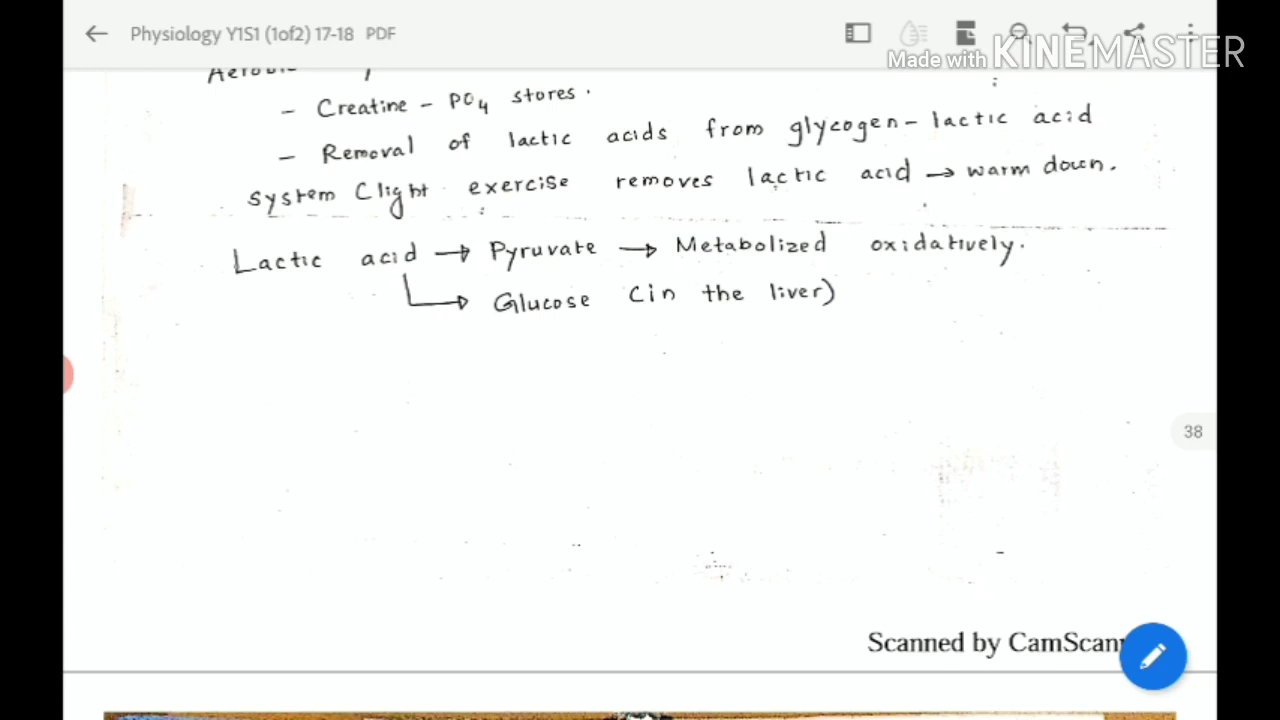 Physiology Y1S1 (1of2) 17-18 PDF
Made with KINEMASTER
- Creatine - PO4 stores.
- Removal of lactic acids from glycogen - lactic acid
system (light exercise removes lactic acid → warm down.
Lactic acid → Pyruvate → Metabolized oxidatively.
→ Glucose (in the liver)
38
Scanned by CamScan